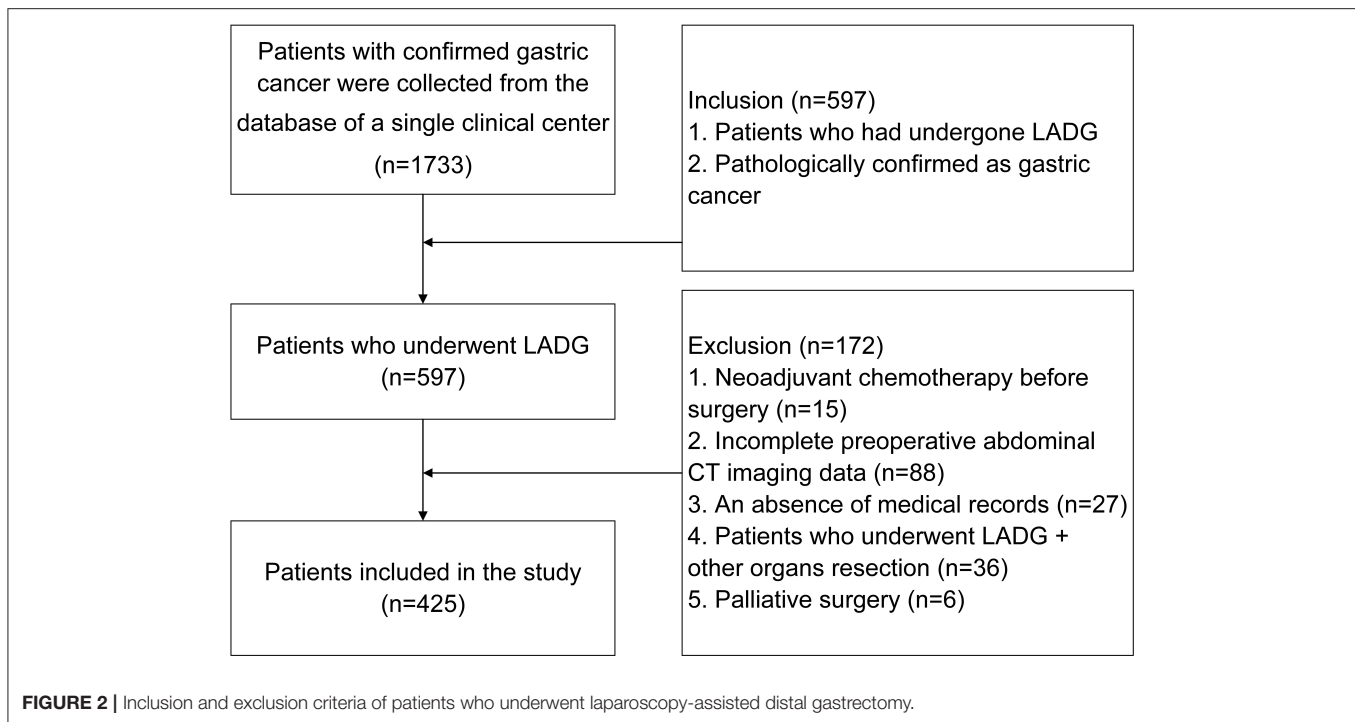 Patients with confirmed gastric
cancer were collected from the
database of a single clinical center
(n=1733)
Inclusion (n=597)
1. Patients who had undergone LADG
2. Pathologically confirmed as gastric
cancer
Patients who underwent LADG
(n=597)
Exclusion (n=172)
1. Neoadjuvant chemotherapy before
surgery (n=15)
2. Incomplete preoperative abdominal
CT imaging data (n=88)
3. An absence of medical records (n=27)
4. Patients who underwent LADG +
other organs resection (n=36)
5. Palliative surgery (n=6)
Patients included in the study
(n=425)
FIGURE 2 | Inclusion and exclusion criteria of patients who underwent laparoscopy-assisted distal gastrectomy.